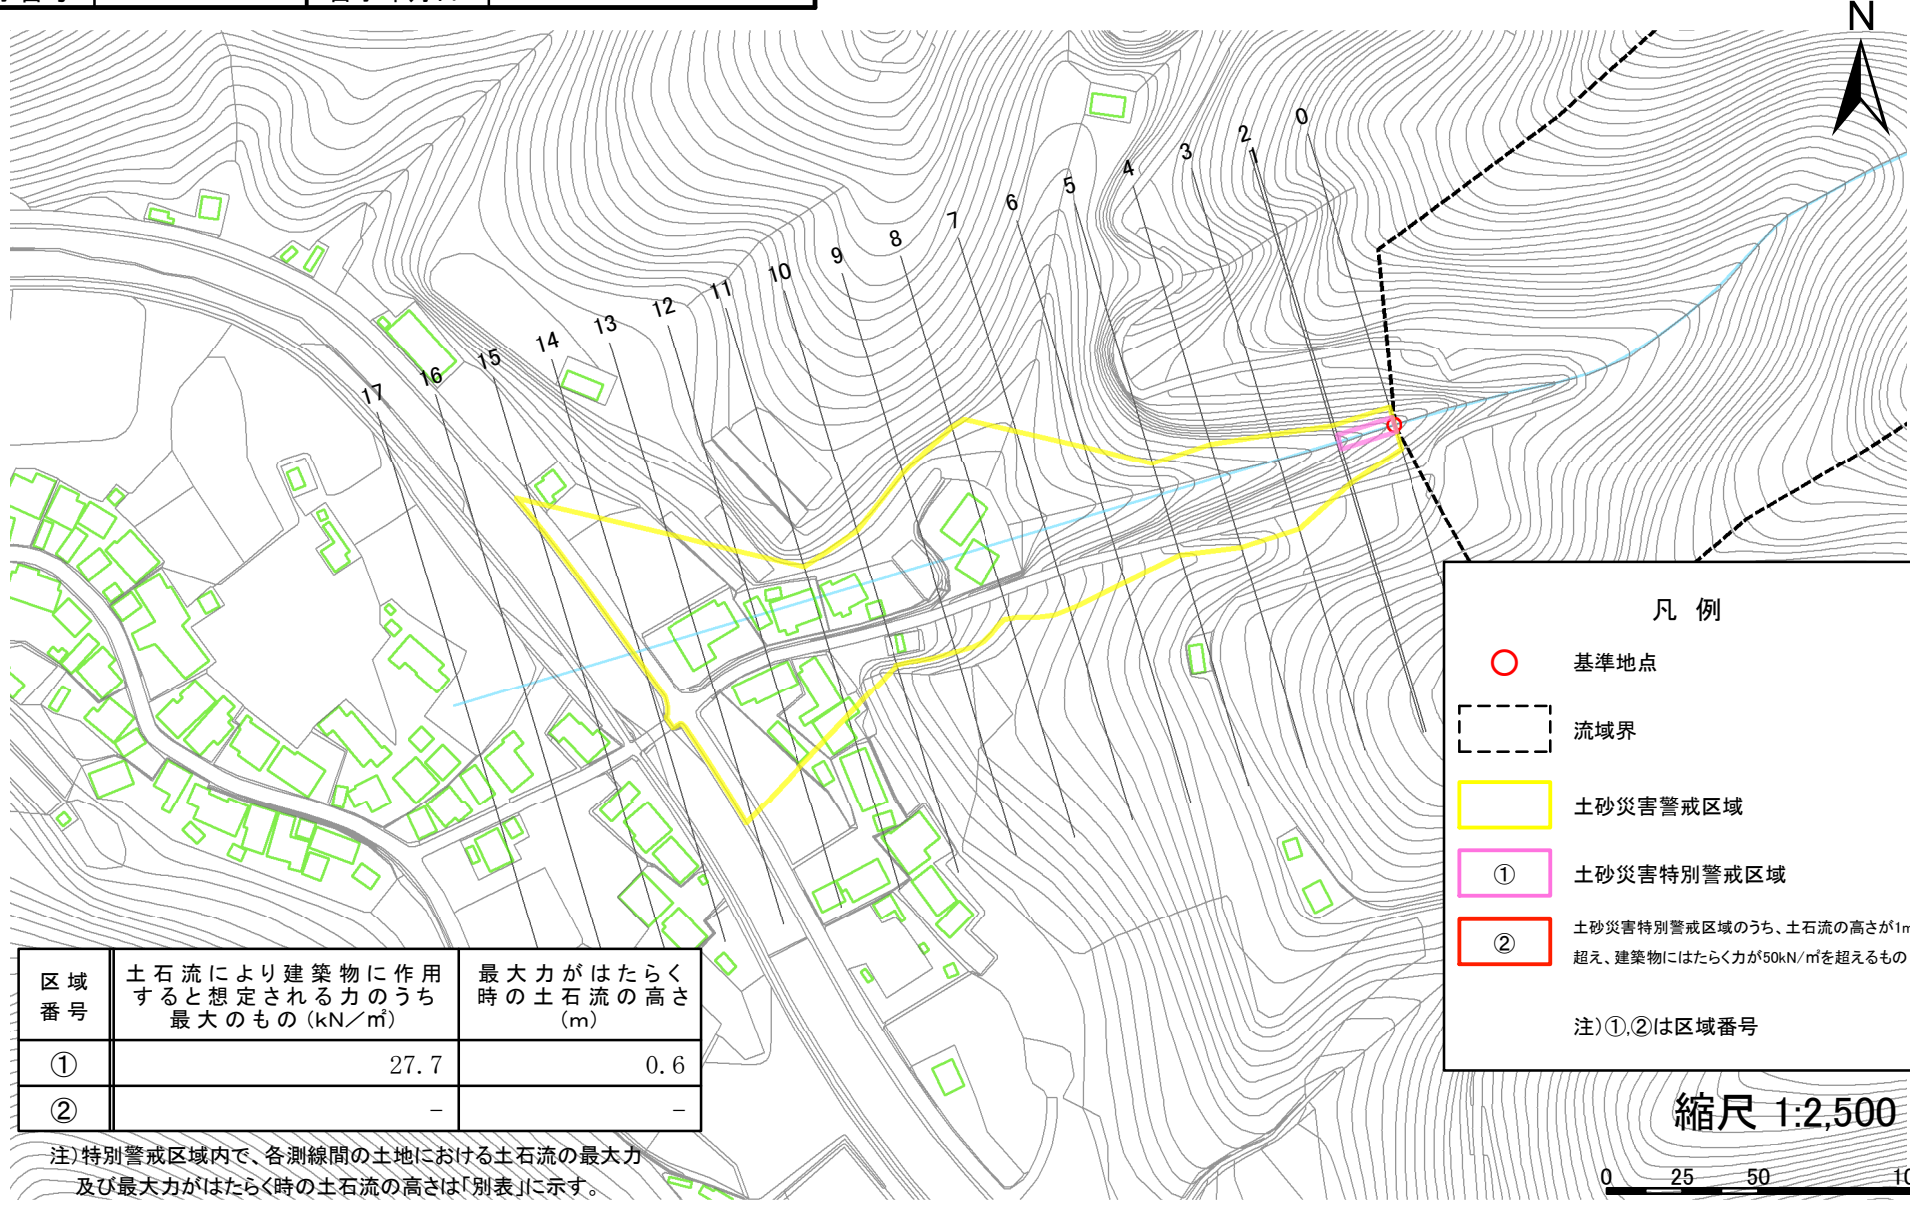 N
0
2
1
3
4
5
6
7
8
9
10
11
12
13
14
15
16
17
凡 例
基準地点
流域界
土砂災害警戒区域
① 土砂災害特別警戒区域
② 土砂災害特別警戒区域のうち、土石流の高さが1m
超え、建築物にはたらく力が50kN/㎡を超えるもの
注)①,②は区域番号
縮尺 1:2,500
0 25 50 10
区域番号 土石流により建築物に作用すると想定される力のうち最大のもの(kN/㎡) 最大力がはたらく時の土石流の高さ(m)
① 27.7 0.6
② − −
注)特別警戒区域内で、各測線間の土地における土石流の最大力
及び最大力がはたらく時の土石流の高さは「別表」に示す。